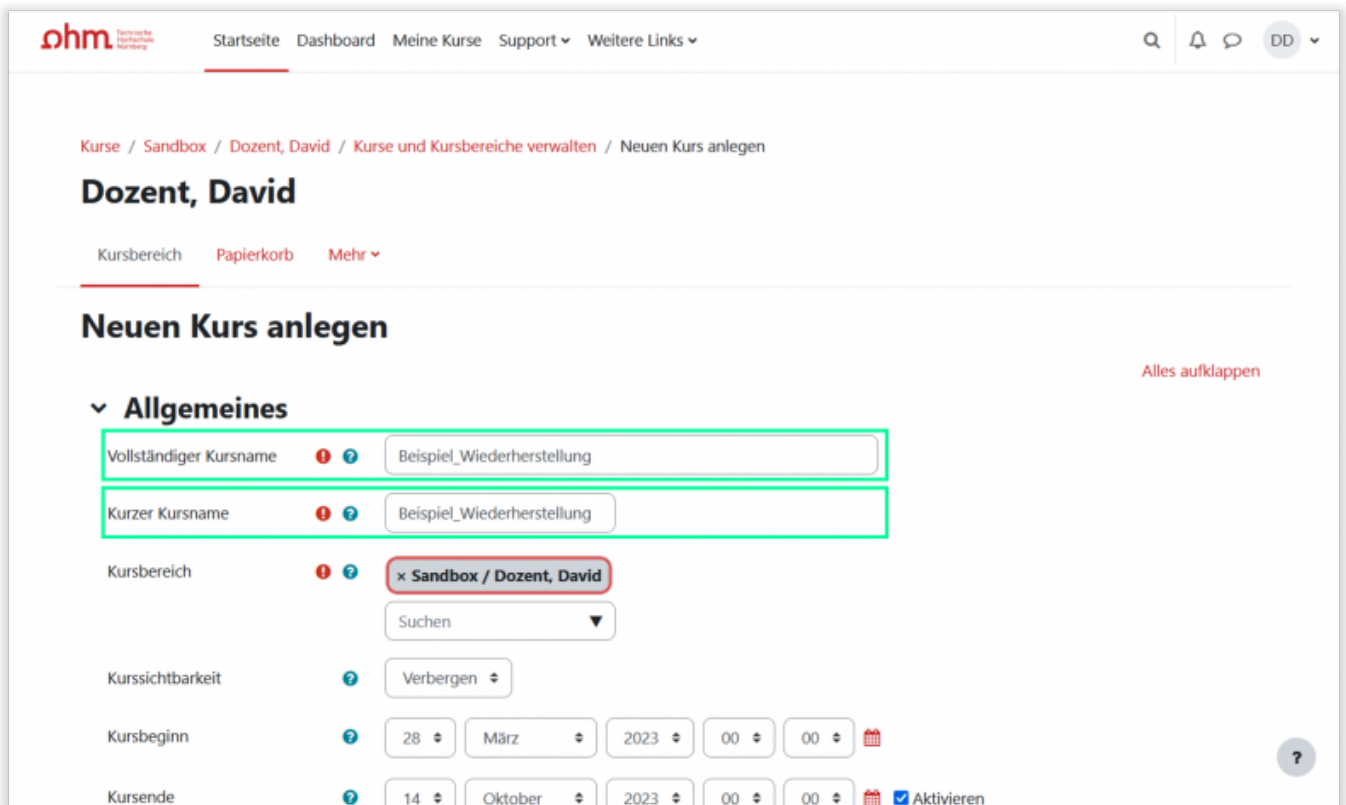 ohm Technische Hochschule Nürnberg
Startseite Dashboard Meine Kurse Support Weitere Links DD
Kurse / Sandbox / Dozent, David / Kurse und Kursbereiche verwalten / Neuen Kurs anlegen
Dozent, David
Kursbereich Papierkorb Mehr
Neuen Kurs anlegen
Alles aufklappen
Allgemeines
Vollständiger Kursname ! ? Beispiel_Wiederherstellung
Kurzer Kursname ! ? Beispiel_Wiederherstellung
Kursbereich ! ? × Sandbox / Dozent, David
Suchen
Kurssichtbarkeit ? Verbergen
Kursbeginn ? 28 März 2023 00 00
?
Kursende ? 14 Oktober 2023 00 00 Aktivieren